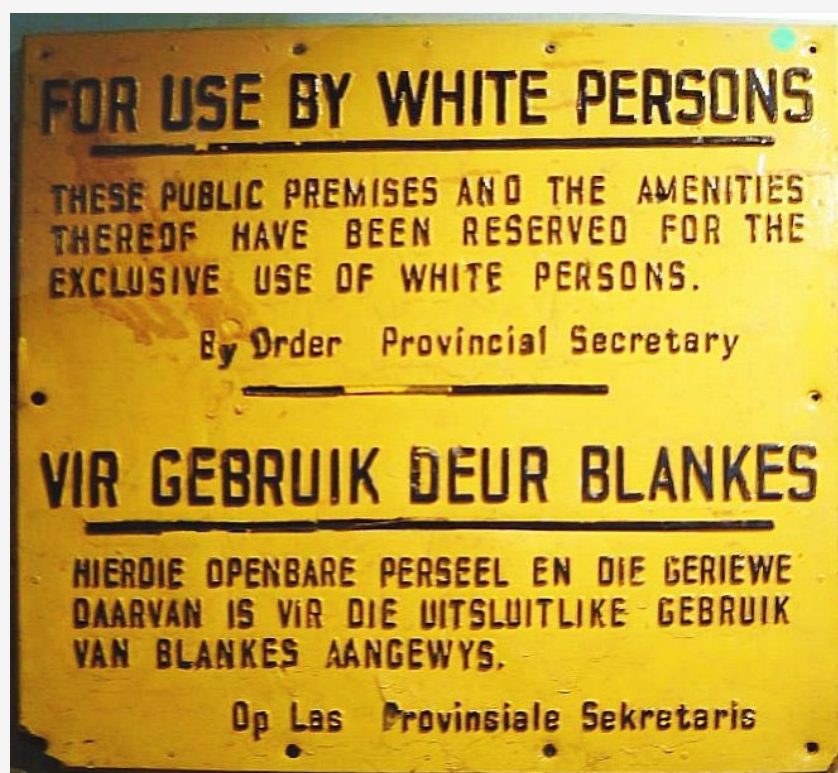 FOR USE BY WHITE PERSONS
THESE PUBLIC PREMISES AND THE AMENITIES
THEREOF HAVE BEEN RESERVED FOR THE
EXCLUSIVE USE OF WHITE PERSONS.
By Order Provincial Secretary
VIR GEBRUIK DEUR BLANKES
HIERDIE OPENBARE PERSEEL EN DIE GERIEWE
DAARVAN IS VIR DIE UITSLUITLIKE GEBRUIK
VAN BLANKES AANGEWYS.
Op Las Provinsiale Sekretaris